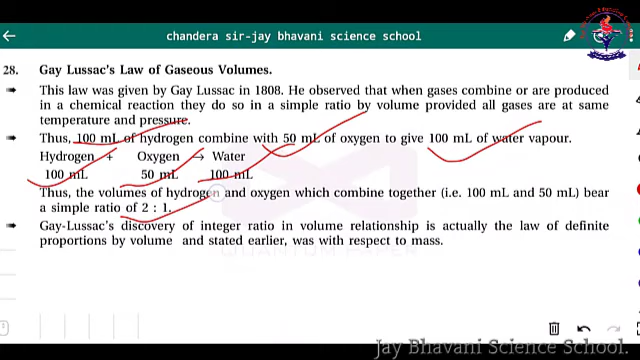 chandera sir-jay bhavani science school
28. Gay Lussac's Law of Gaseous Volumes.
This law was given by Gay Lussac in 1808. He observed that when gases combine or are produced
in a chemical reaction they do so in a simple ratio by volume provided all gases are at same
temperature and pressure.
Thus, 100 mL of hydrogen combine with 50 mL of oxygen to give 100 mL of water vapour.
Hydrogen + Oxygen → Water
100 mL 50 mL 100 mL
Thus, the volumes of hydrogen and oxygen which combine together (i.e. 100 mL and 50 mL) bear
a simple ratio of 2 : 1.
Gay-Lussac's discovery of integer ratio in volume relationship is actually the law of definite
proportions by volume and stated earlier, was with respect to mass.
Jay Bhavani Science School.